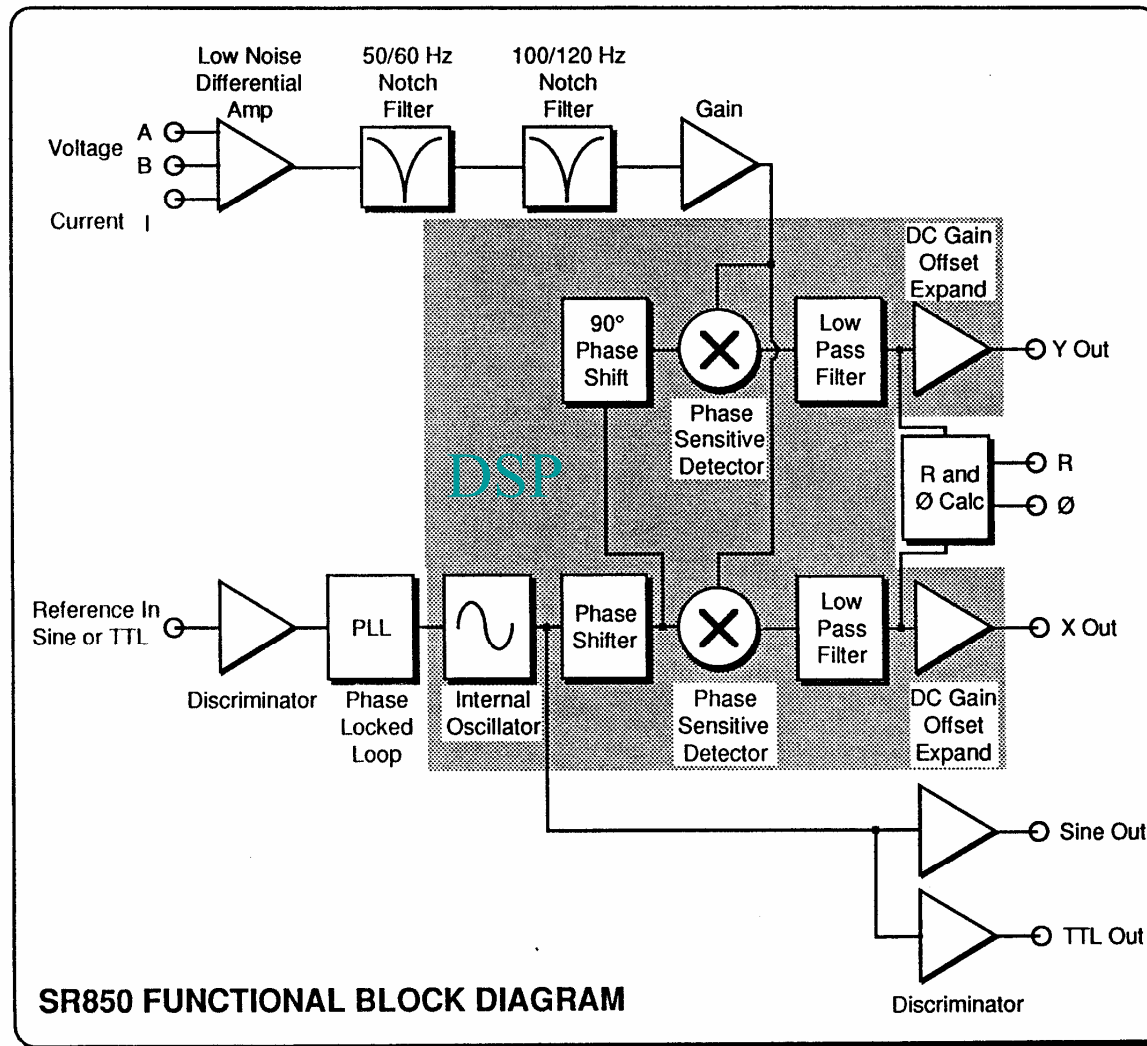 Low Noise
Differential
Amp
50/60 Hz
Notch
Filter
100/120 Hz
Notch
Filter
Gain
Voltage
A
B
Current
I
DC Gain
Offset
Expand
90°
Phase
Shift
Low
Pass
Filter
Y Out
Phase
Sensitive
Detector
DSP
R and
Ø Calc
R
Ø
Reference In
Sine or TTL
PLL
Phase
Shifter
Low
Pass
Filter
X Out
Discriminator
Phase
Locked
Loop
Internal
Oscillator
Phase
Sensitive
Detector
DC Gain
Offset
Expand
Sine Out
TTL Out
Discriminator
SR850 FUNCTIONAL BLOCK DIAGRAM